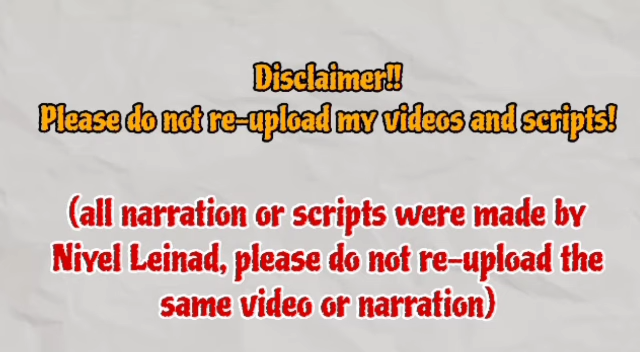 Disclaimer!!
Please do not re-upload my videos and scripts!
(all narration or scripts were made by
Niyel Leinad, please do not re-upload the
same video or narration)